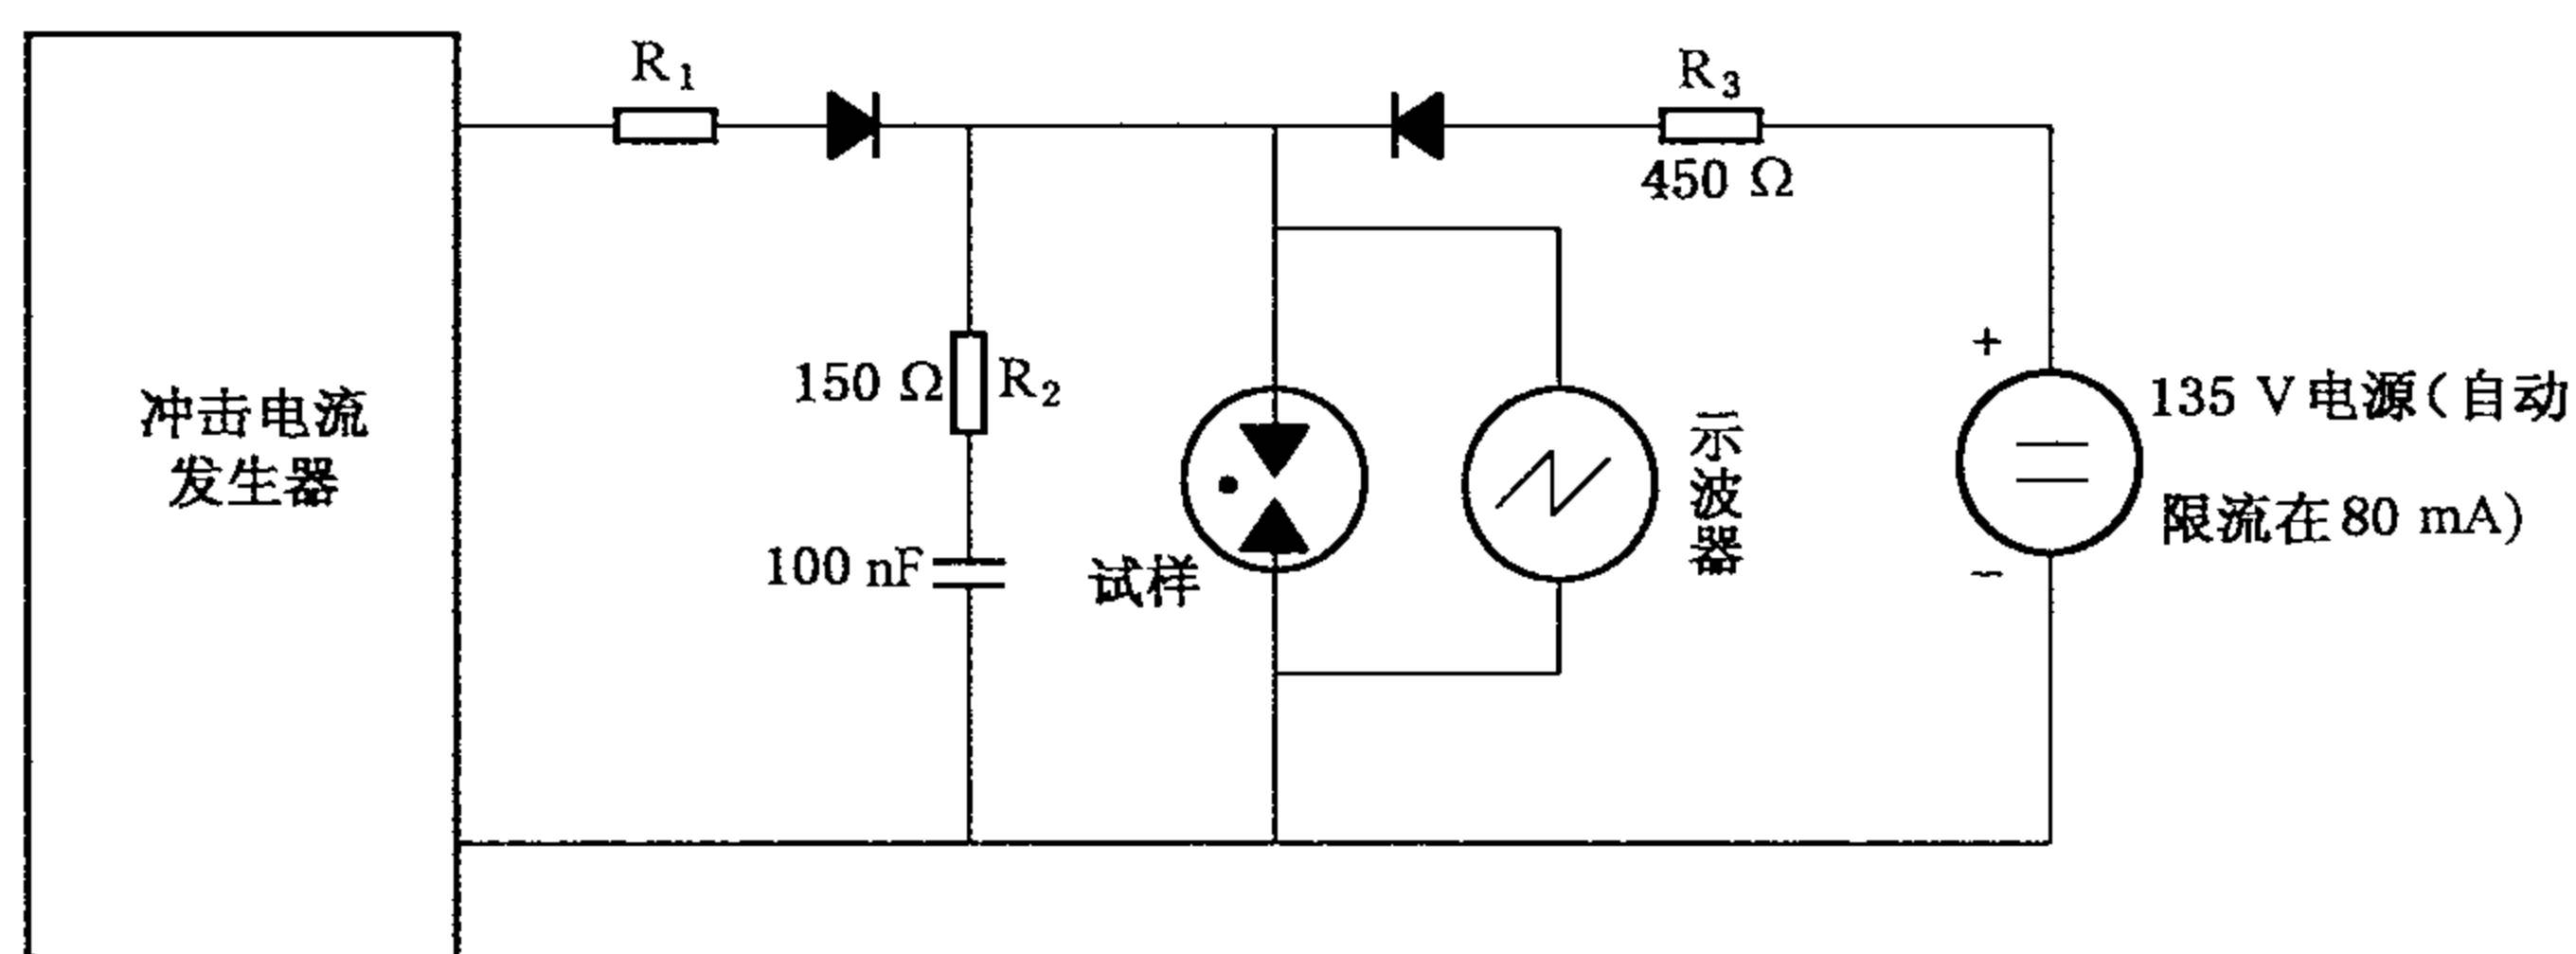 R1
R3
450 Ω
冲击电流
发生器
150 Ω
R2
100 nF
试样
示波器
+
135 V电源(自动
限流在80 mA)
−